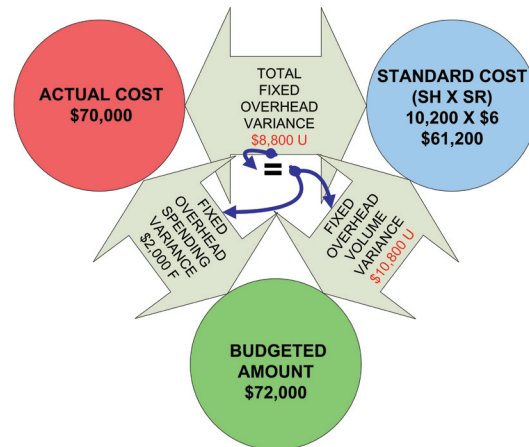 ACTUAL COST
$70,000
TOTAL
FIXED
OVERHEAD
VARIANCE
$8,800 U
=
STANDARD COST
(SH X SR)
10,200 X $6
$61,200
FIXED
OVERHEAD
SPENDING
VARIANCE
$2,000 F
FIXED
OVERHEAD
VOLUME
VARIANCE
$10,800 U
BUDGETED
AMOUNT
$72,000